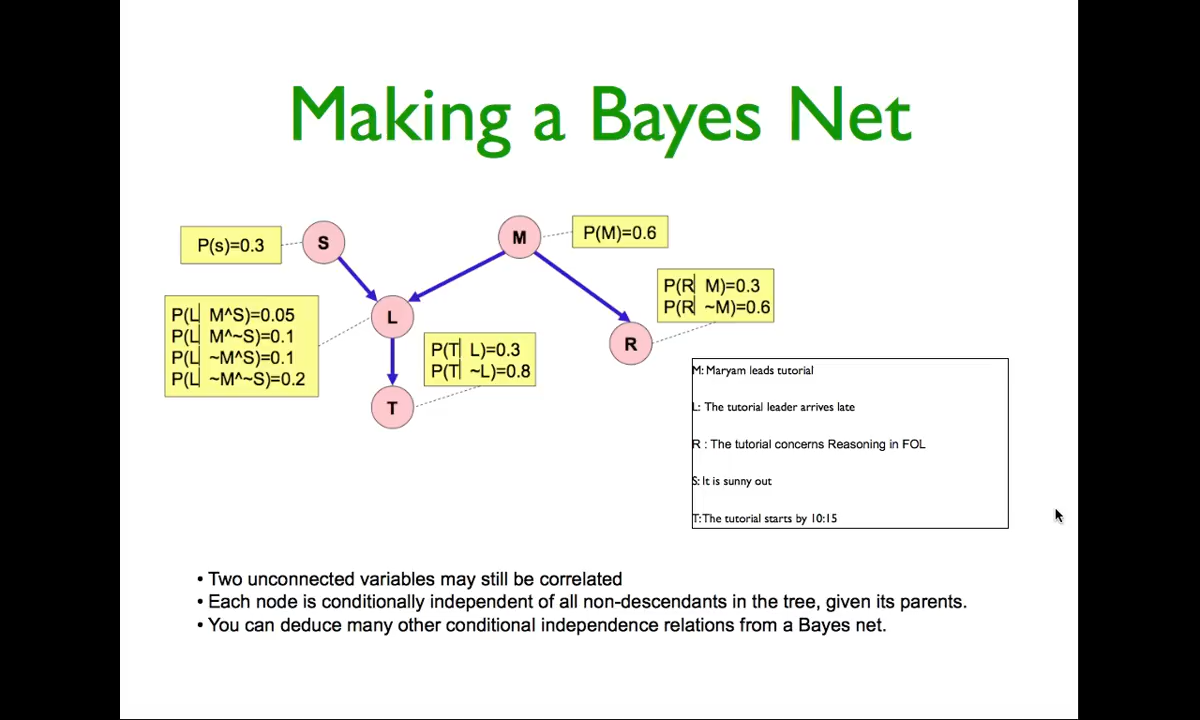 Making a Bayes Net
P(s)=0.3
S
M
P(M)=0.6
P(R| M)=0.3
P(R| ~M)=0.6
P(L| M^S)=0.05
P(L| M^~S)=0.1
P(L| ~M^S)=0.1
P(L| ~M^~S)=0.2
L
P(T| L)=0.3
P(T| ~L)=0.8
R
T
M: Maryam leads tutorial
L: The tutorial leader arrives late
R : The tutorial concerns Reasoning in FOL
S: It is sunny out
T: The tutorial starts by 10:15
• Two unconnected variables may still be correlated
• Each node is conditionally independent of all non-descendants in the tree, given its parents.
• You can deduce many other conditional independence relations from a Bayes net.